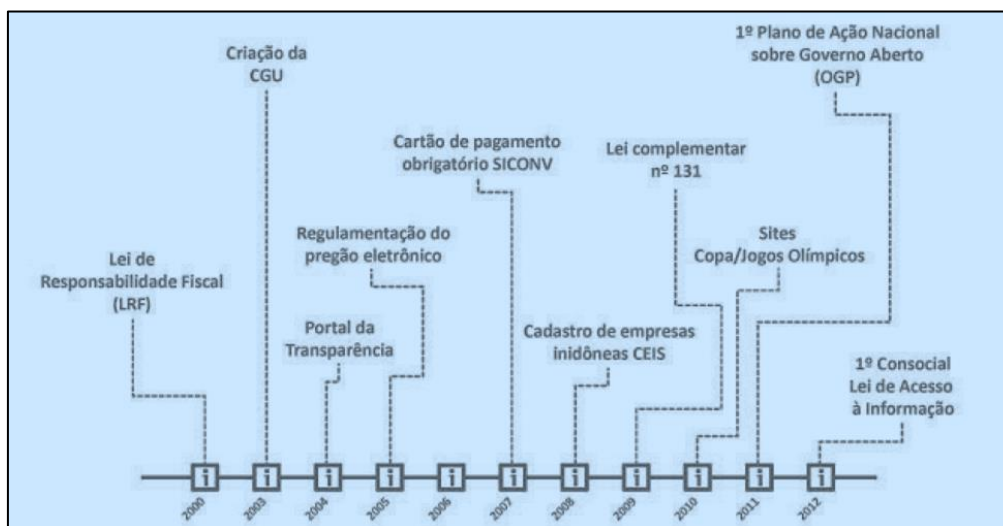 Criação da
CGU
1º Plano de Ação Nacional
sobre Governo Aberto
(OGP)
Cartão de pagamento
obrigatório SICONV
Lei complementar
nº 131
Regulamentação do
pregão eletrônico
Sites
Copa/Jogos Olímpicos
Lei de
Responsabilidade Fiscal
(LRF)
Portal da
Transparência
Cadastro de empresas
inidôneas CEIS
1º Consocial
Lei de Acesso
à Informação
i i i i i i i i i i i
2000 2003 2004 2005 2006 2007 2008 2009 2010 2011 2012